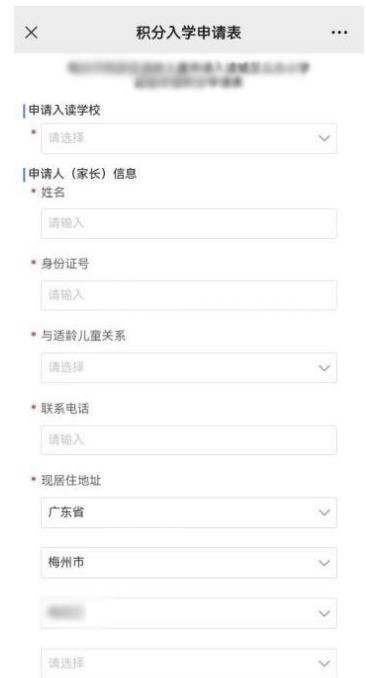 积分入学申请表
申请入读学校
* 请选择
申请人（家长）信息
* 姓名
请输入
* 身份证号
请输入
* 与适龄儿童关系
请选择
* 联系电话
请输入
* 现居住地址
广东省
梅州市
请选择